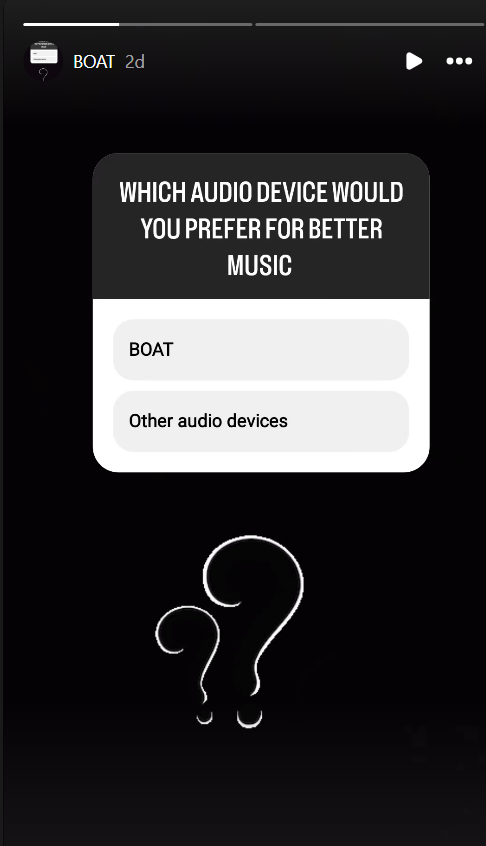 BOAT 2d
WHICH AUDIO DEVICE WOULD
YOU PREFER FOR BETTER
MUSIC
BOAT
Other audio devices
??